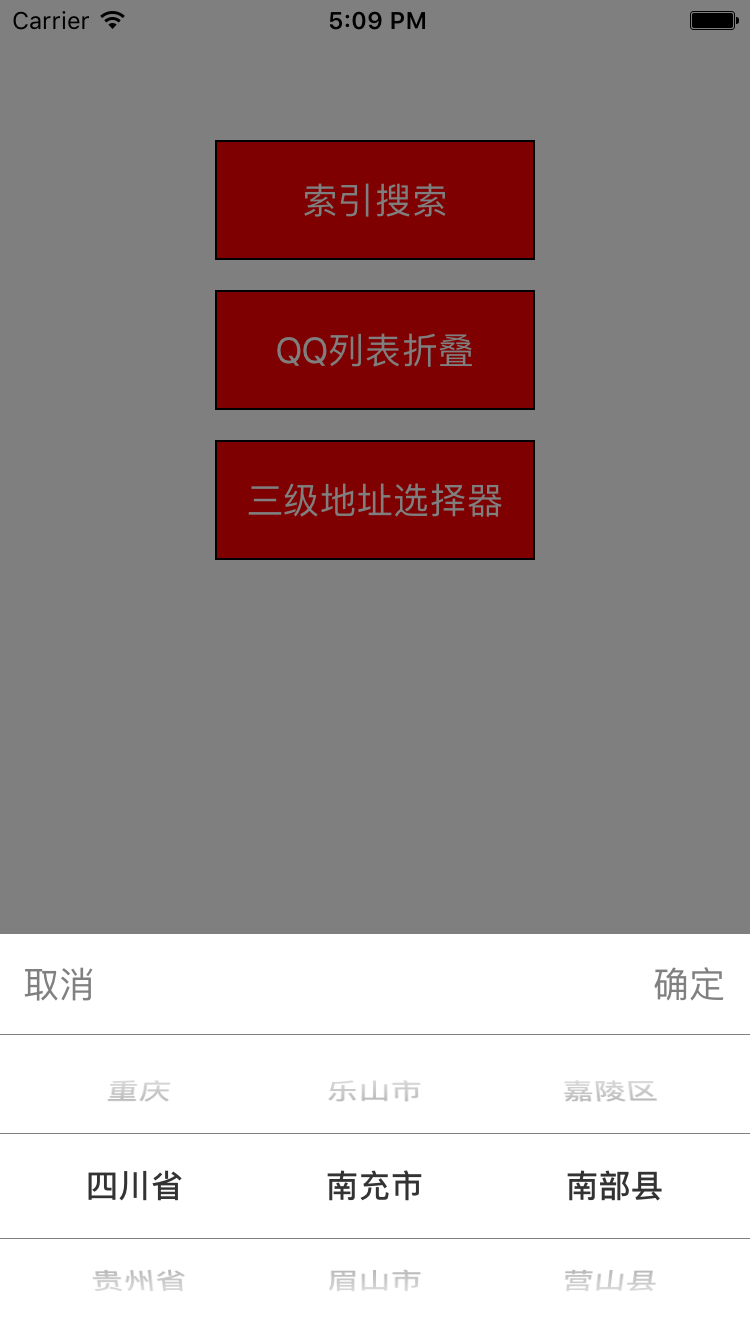 Carrier 5:09 PM
索引搜索
QQ列表折叠
三级地址选择器
取消 确定
重庆 乐山市 嘉陵区
四川省 南充市 南部县
贵州省 眉山市 营山县